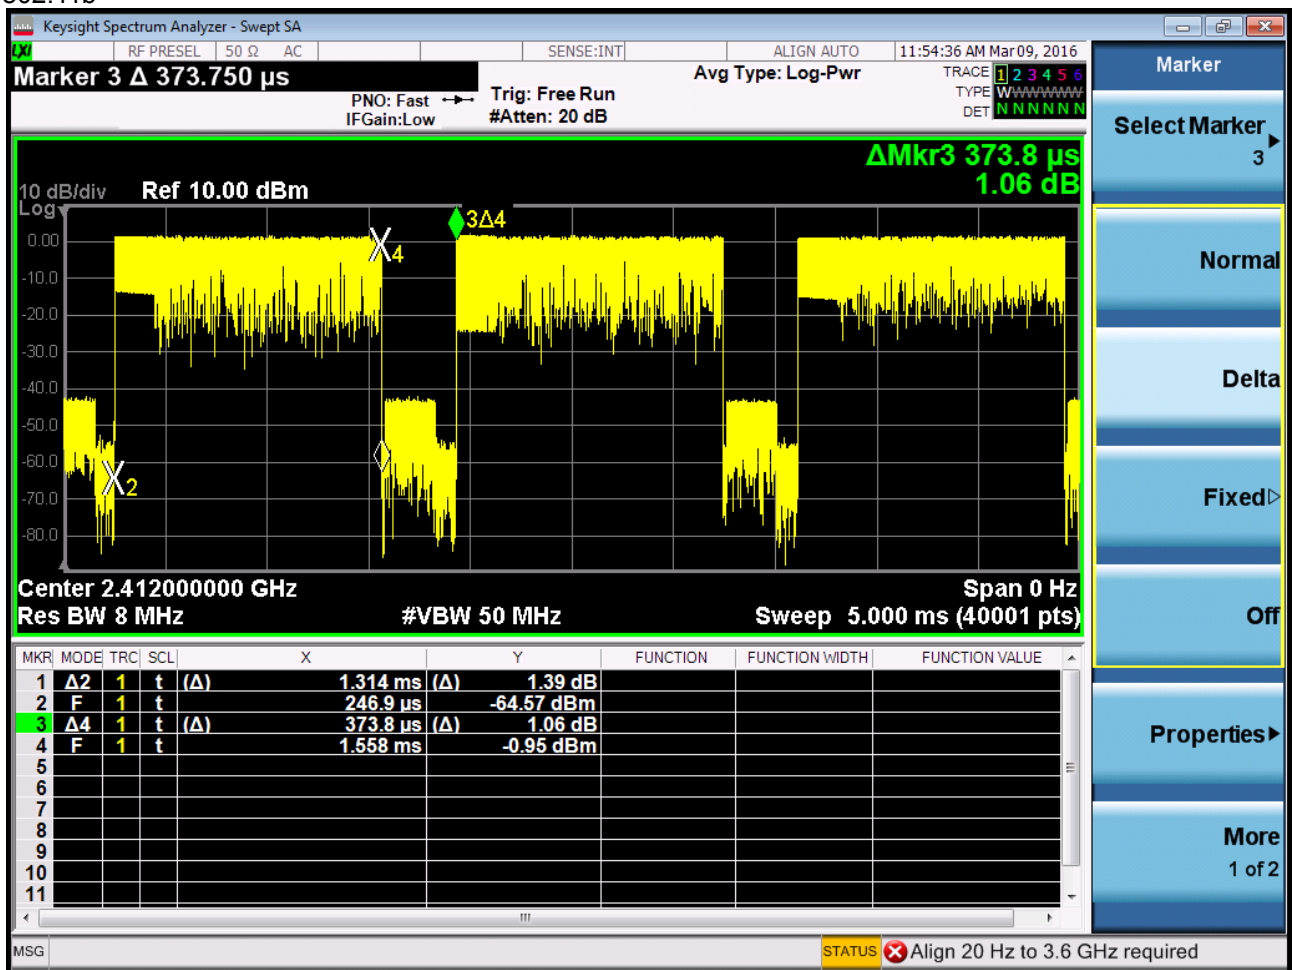 802.11b
Keysight Spectrum Analyzer - Swept SA
LXI RF PRESEL 50 Ω AC SENSE:INT ALIGN AUTO 11:54:36 AM Mar 09, 2016
Marker 3 Δ 373.750 µs
PNO: Fast
IFGain:Low
Trig: Free Run
#Atten: 20 dB
Avg Type: Log-Pwr
TRACE 1 2 3 4 5 6
TYPE WWWWWW
DET N N N N N N
ΔMkr3 373.8 µs
1.06 dB
10 dB/div Ref 10.00 dBm
Log
0.00
-10.0
-20.0
-30.0
-40.0
-50.0
-60.0
-70.0
-80.0
3Δ4
4
2
Center 2.412000000 GHz Span 0 Hz
Res BW 8 MHz #VBW 50 MHz Sweep 5.000 ms (40001 pts)
MKR MODE TRC SCL X Y FUNCTION FUNCTION WIDTH FUNCTION VALUE
1 Δ2 1 t (Δ) 1.314 ms (Δ) 1.39 dB
2 F 1 t 246.9 µs -64.57 dBm
3 Δ4 1 t (Δ) 373.8 µs (Δ) 1.06 dB
4 F 1 t 1.558 ms -0.95 dBm
5
6
7
8
9
10
11
MSG STATUS Align 20 Hz to 3.6 GHz required
Marker
Select Marker
3
Normal
Delta
Fixed
Off
Properties
More
1 of 2